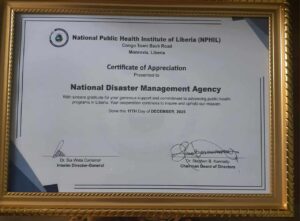 National Public Health Institute of Liberia (NPHIL)
Congo Town Back Road
Monrovia, Liberia
Certificate of Appreciation
Presented to
National Disaster Management Agency
With sincere gratitude for your generous support and commitment to advancing public health
programs in Liberia. Your cooperation continues to inspire and uphold our mission.
Done this 17TH Day of DECEMBER, 2025
Interim Director-General
Chairman Board of Directors